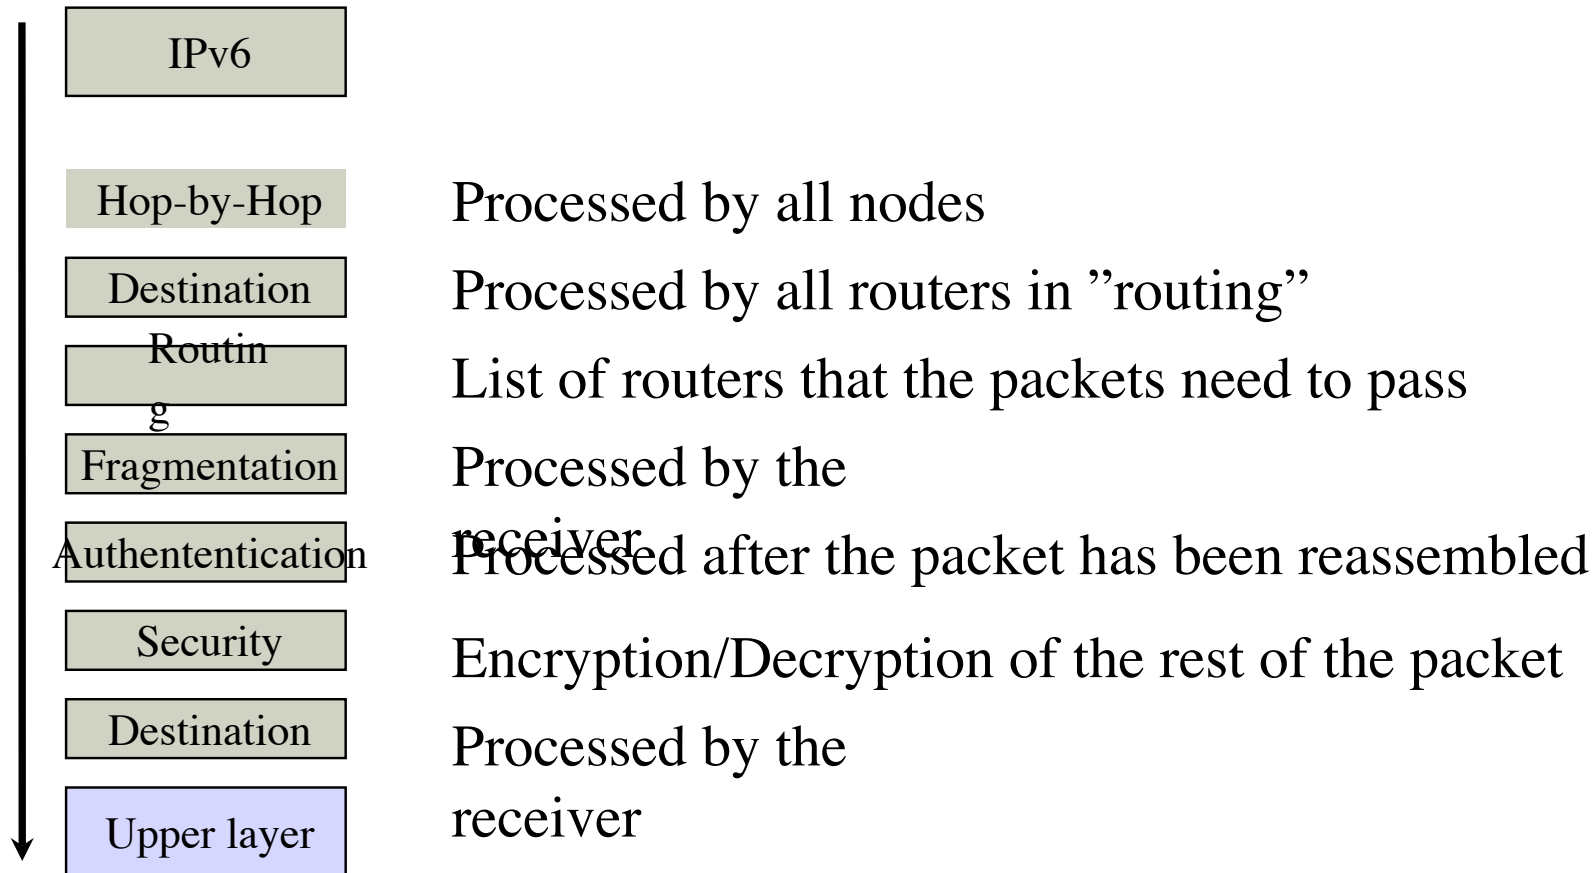 IPv6
Hop-by-Hop
Processed by all nodes
Destination
Processed by all routers in ”routing”
Routin
g
List of routers that the packets need to pass
Fragmentation
Processed by the
receiver
Authententication
Processed after the packet has been reassembled
Security
Encryption/Decryption of the rest of the packet
Destination
Processed by the
receiver
Upper layer